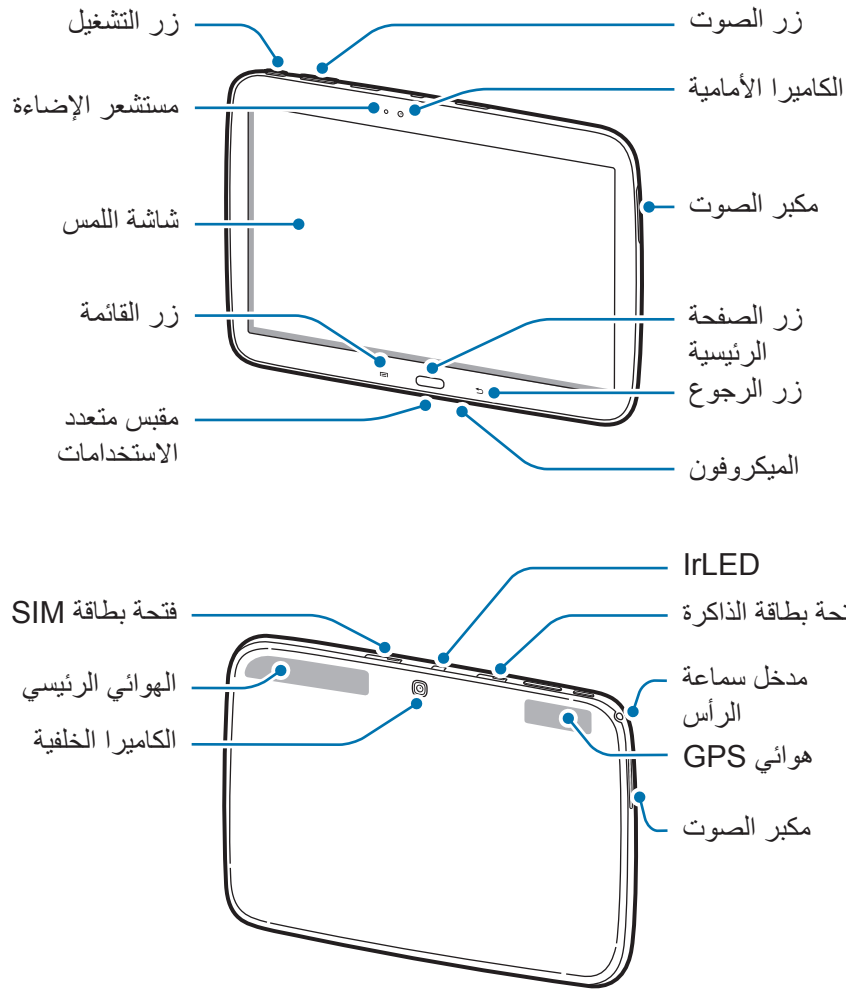 زر الصوت
زر التشغيل
الكاميرا الأمامية
مستشعر الإضاءة
مكبر الصوت
شاشة اللمس
زر الصفحة
الرئيسية
زر القائمة
زر الرجوع
مقبس متعدد
الاستخدامات
الميكروفون
IrLED
بطاقة الذاكرة
فتحة بطاقة SIM
مدخل سماعة
الرأس
الهوائي الرئيسي
هوائي GPS
الكاميرا الخلفية
مكبر الصوت